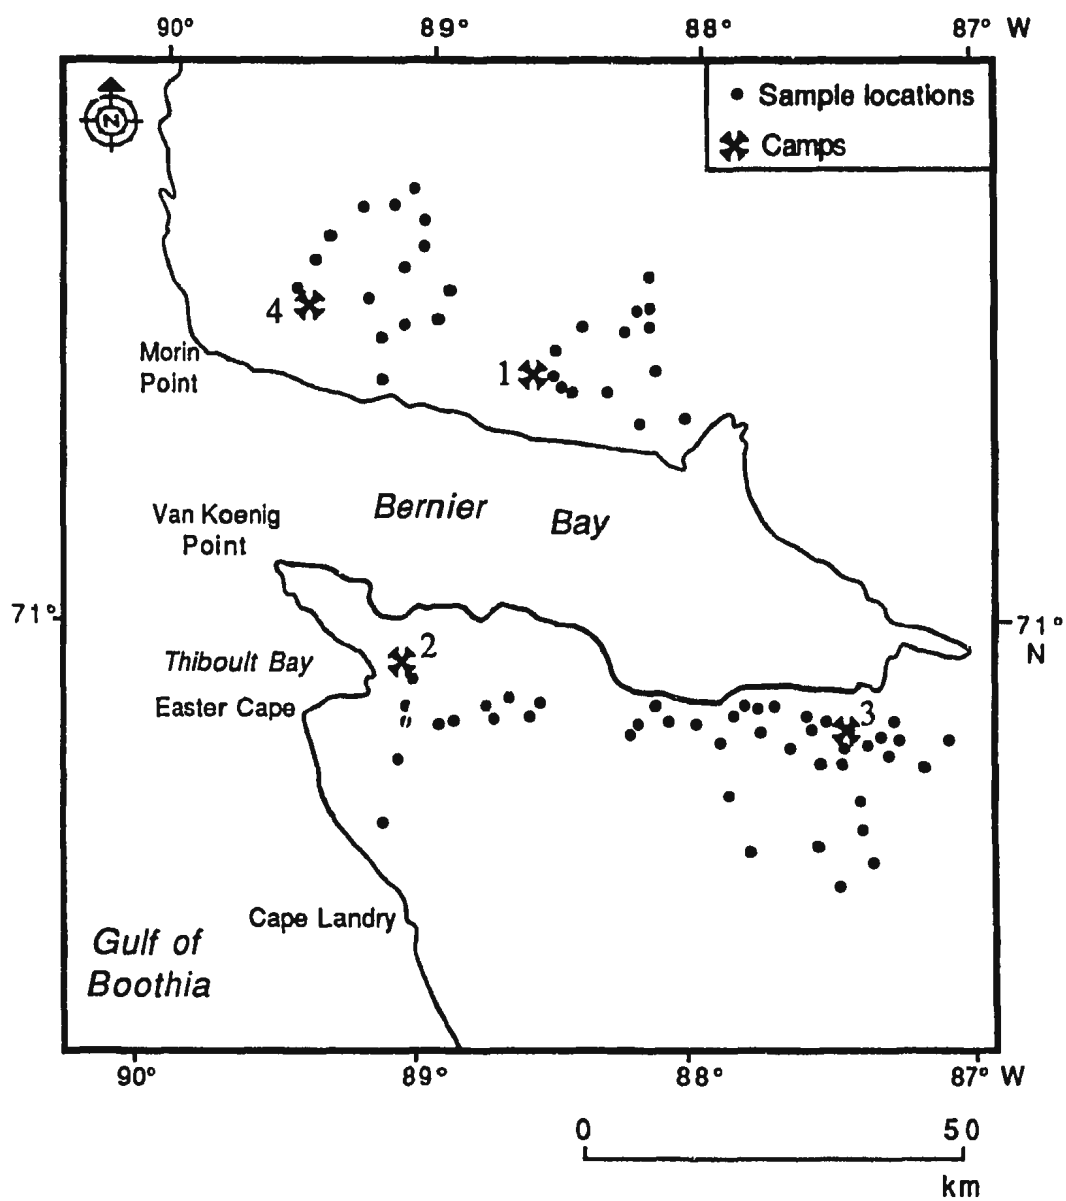 90° 89° 88° 87° W
N
Sample locations
Camps
4
1
Morin
Point
Bernier
Bay
Van Koenig
Point
71°
71°
N
2
Thiboult Bay
Easter Cape
3
Cape Landry
Gulf of
Boothia
90° 89° 88° 87° W
0 50
km